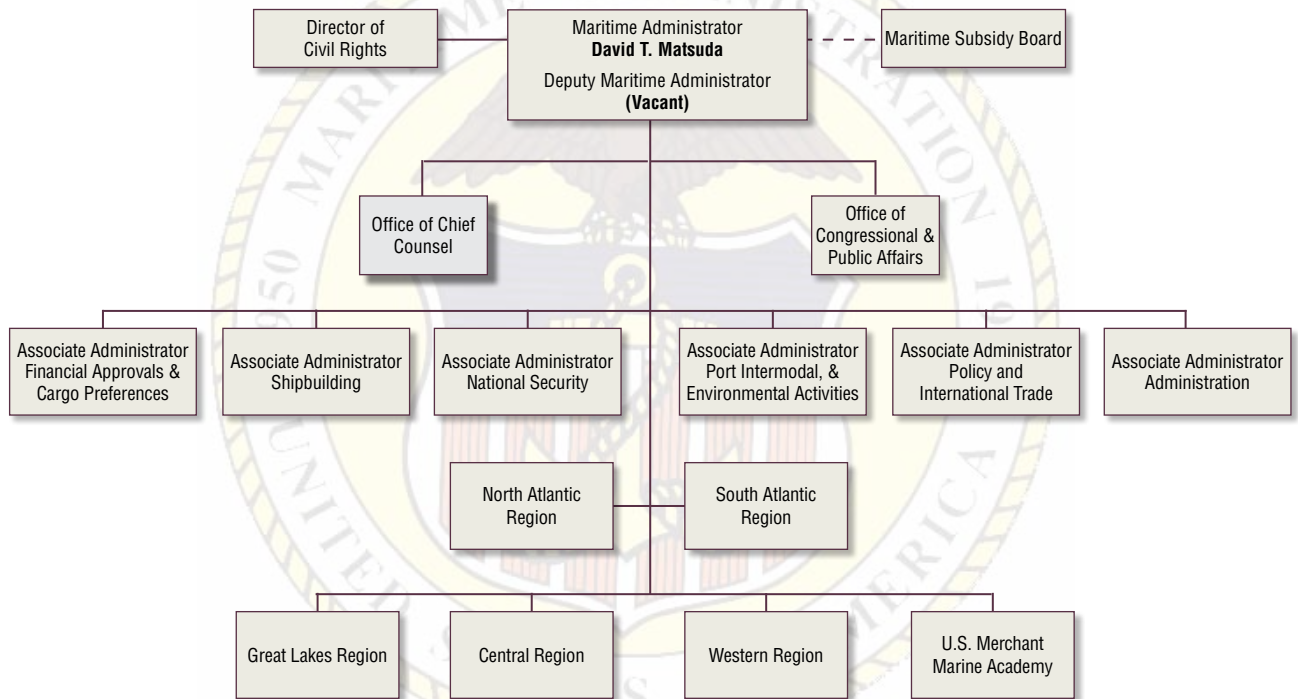 Director of
Civil Rights
Maritime Administrator
David T. Matsuda
Deputy Maritime Administrator
(Vacant)
Maritime Subsidy Board
Office of Chief
Counsel
Office of
Congressional &
Public Affairs
Associate Administrator
Financial Approvals &
Cargo Preferences
Associate Administrator
Shipbuilding
Associate Administrator
National Security
Associate Administrator
Port Intermodal, &
Environmental Activities
Associate Administrator
Policy and
International Trade
Associate Administrator
Administration
North Atlantic
Region
South Atlantic
Region
Great Lakes Region
Central Region
Western Region
U.S. Merchant
Marine Academy